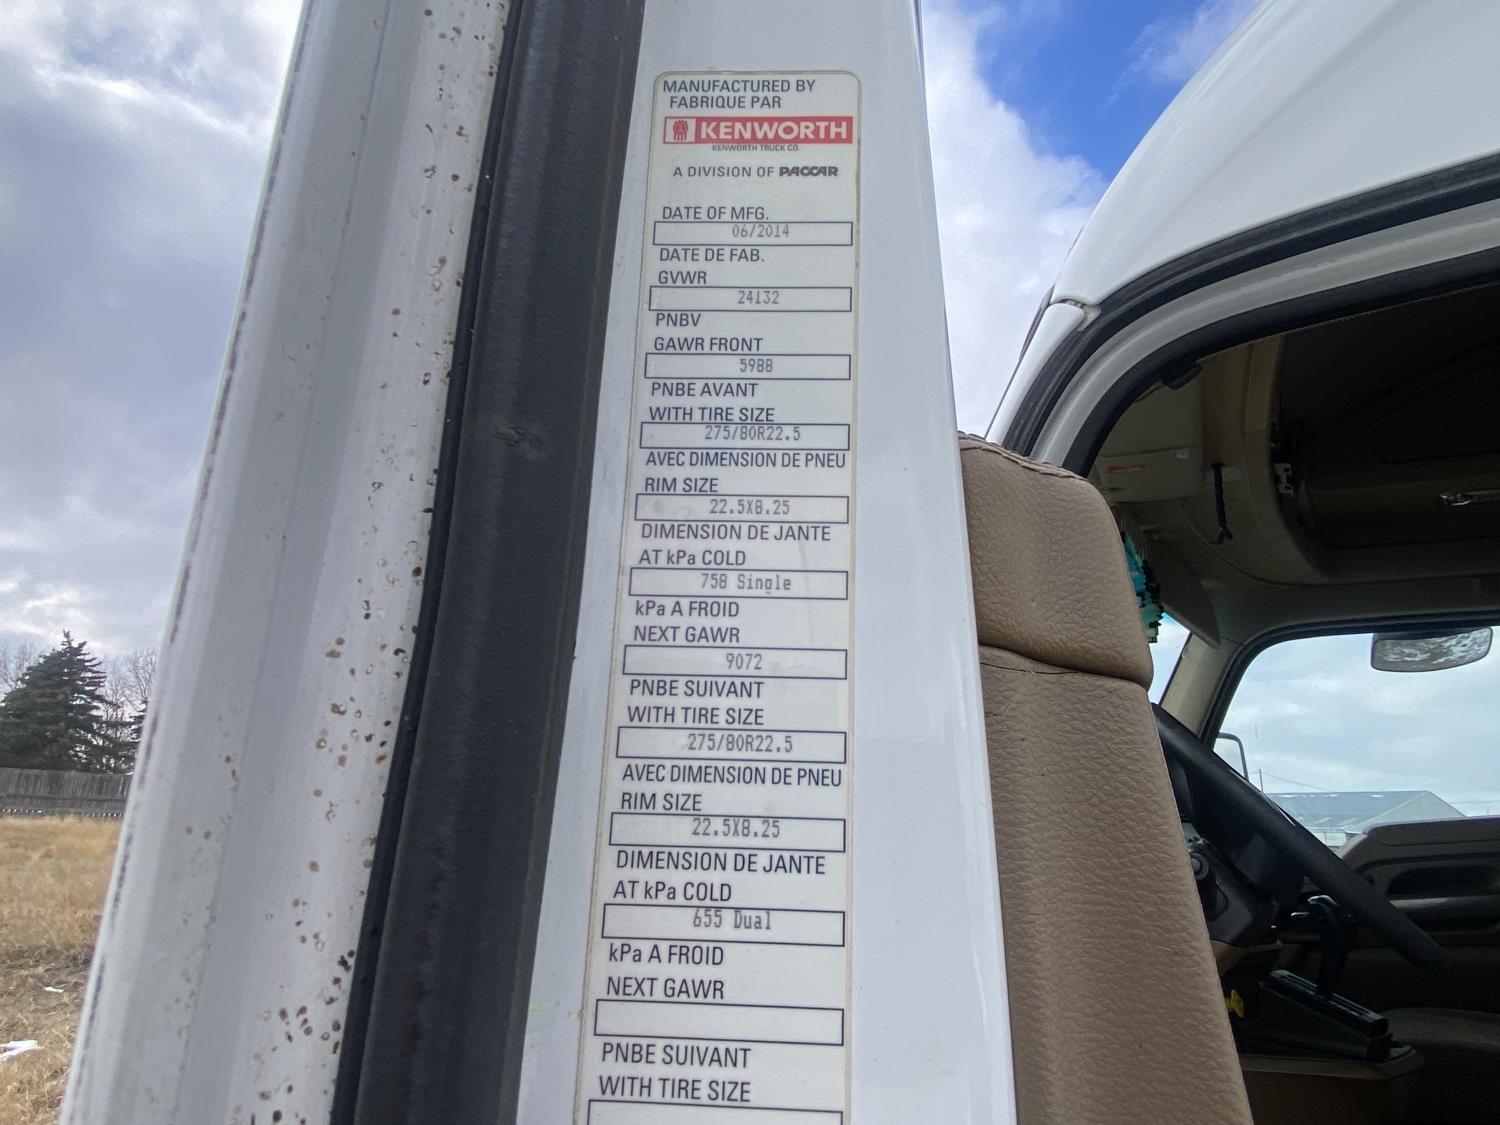 MANUFACTURED BY
FABRIQUE PAR
KENWORTH
KENWORTH TRUCK CO.
A DIVISION OF PACCAR
DATE OF MFG.
06/2014
DATE DE FAB.
GVWR
24132
PNBV
GAWR FRONT
5988
PNBE AVANT
WITH TIRE SIZE
275/80R22.5
AVEC DIMENSION DE PNEU
RIM SIZE
22.5X8.25
DIMENSION DE JANTE
AT kPa COLD
758 Single
kPa A FROID
NEXT GAWR
9072
PNBE SUIVANT
WITH TIRE SIZE
275/80R22.5
AVEC DIMENSION DE PNEU
RIM SIZE
22.5X8.25
DIMENSION DE JANTE
AT kPa COLD
655 Dual
kPa A FROID
NEXT GAWR
PNBE SUIVANT
WITH TIRE SIZE